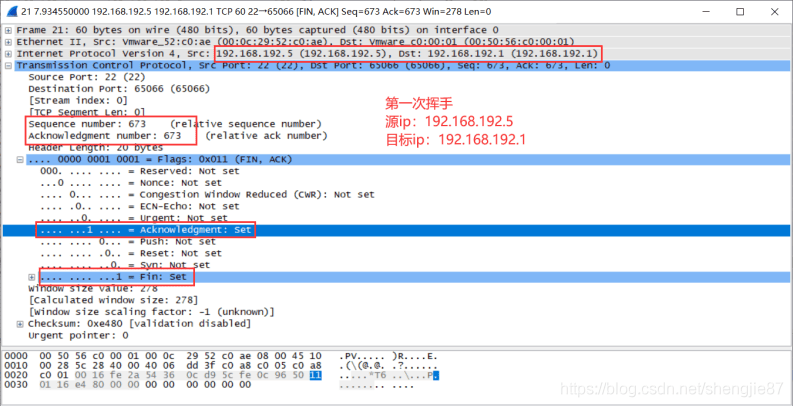 21 7.934550000 192.168.192.5 192.168.192.1 TCP 60 22→65066 [FIN, ACK] Seq=673 Ack=673 Win=278 Len=0
Frame 21: 60 bytes on wire (480 bits), 60 bytes captured (480 bits) on interface 0
Ethernet II, Src: Vmware_52:c0:ae (00:0c:29:52:c0:ae), Dst: Vmware_c0:00:01 (00:50:56:c0:00:01)
Internet Protocol Version 4, Src: 192.168.192.5 (192.168.192.5), Dst: 192.168.192.1 (192.168.192.1)
Transmission Control Protocol, Src Port: 22 (22), Dst Port: 65066 (65066), Seq: 673, Ack: 673, Len: 0
Source Port: 22 (22)
Destination Port: 65066 (65066)
[Stream index: 0]
[TCP Segment Len: 0]
Sequence number: 673 (relative sequence number)
Acknowledgment number: 673 (relative ack number)
Header Length: 20 bytes
第一次挥手
源ip：192.168.192.5
目标ip：192.168.192.1
.... 0000 0001 0001 = Flags: 0x011 (FIN, ACK)
000. .... .... = Reserved: Not set
...0 .... .... = Nonce: Not set
.... 0... .... = Congestion Window Reduced (CWR): Not set
.... .0.. .... = ECN-Echo: Not set
.... ..0. .... = Urgent: Not set
.... ...1 .... = Acknowledgment: Set
.... .... 0... = Push: Not set
.... .... .0.. = Reset: Not set
.... .... ..0. = Syn: Not set
.... .... ...1 = Fin: Set
Window size value: 278
[Calculated window size: 278]
[Window size scaling factor: -1 (unknown)]
Checksum: 0xe480 [validation disabled]
Urgent pointer: 0
0000 00 50 56 c0 00 01 00 0c 29 52 c0 ae 08 00 45 10 .PV..... )R....E.
0010 00 28 5c 28 40 00 40 06 dd 3f c0 a8 c0 05 c0 a8 .(\(@.@. .?......
0020 c0 01 00 16 fe 2a 54 36 0c d9 5c fe 0c 96 50 11 .....*T6 ..\...P.
0030 01 16 e4 80 00 00 00 00 00 00 00 00 ........ ....
https://blog.csdn.net/shengjie87